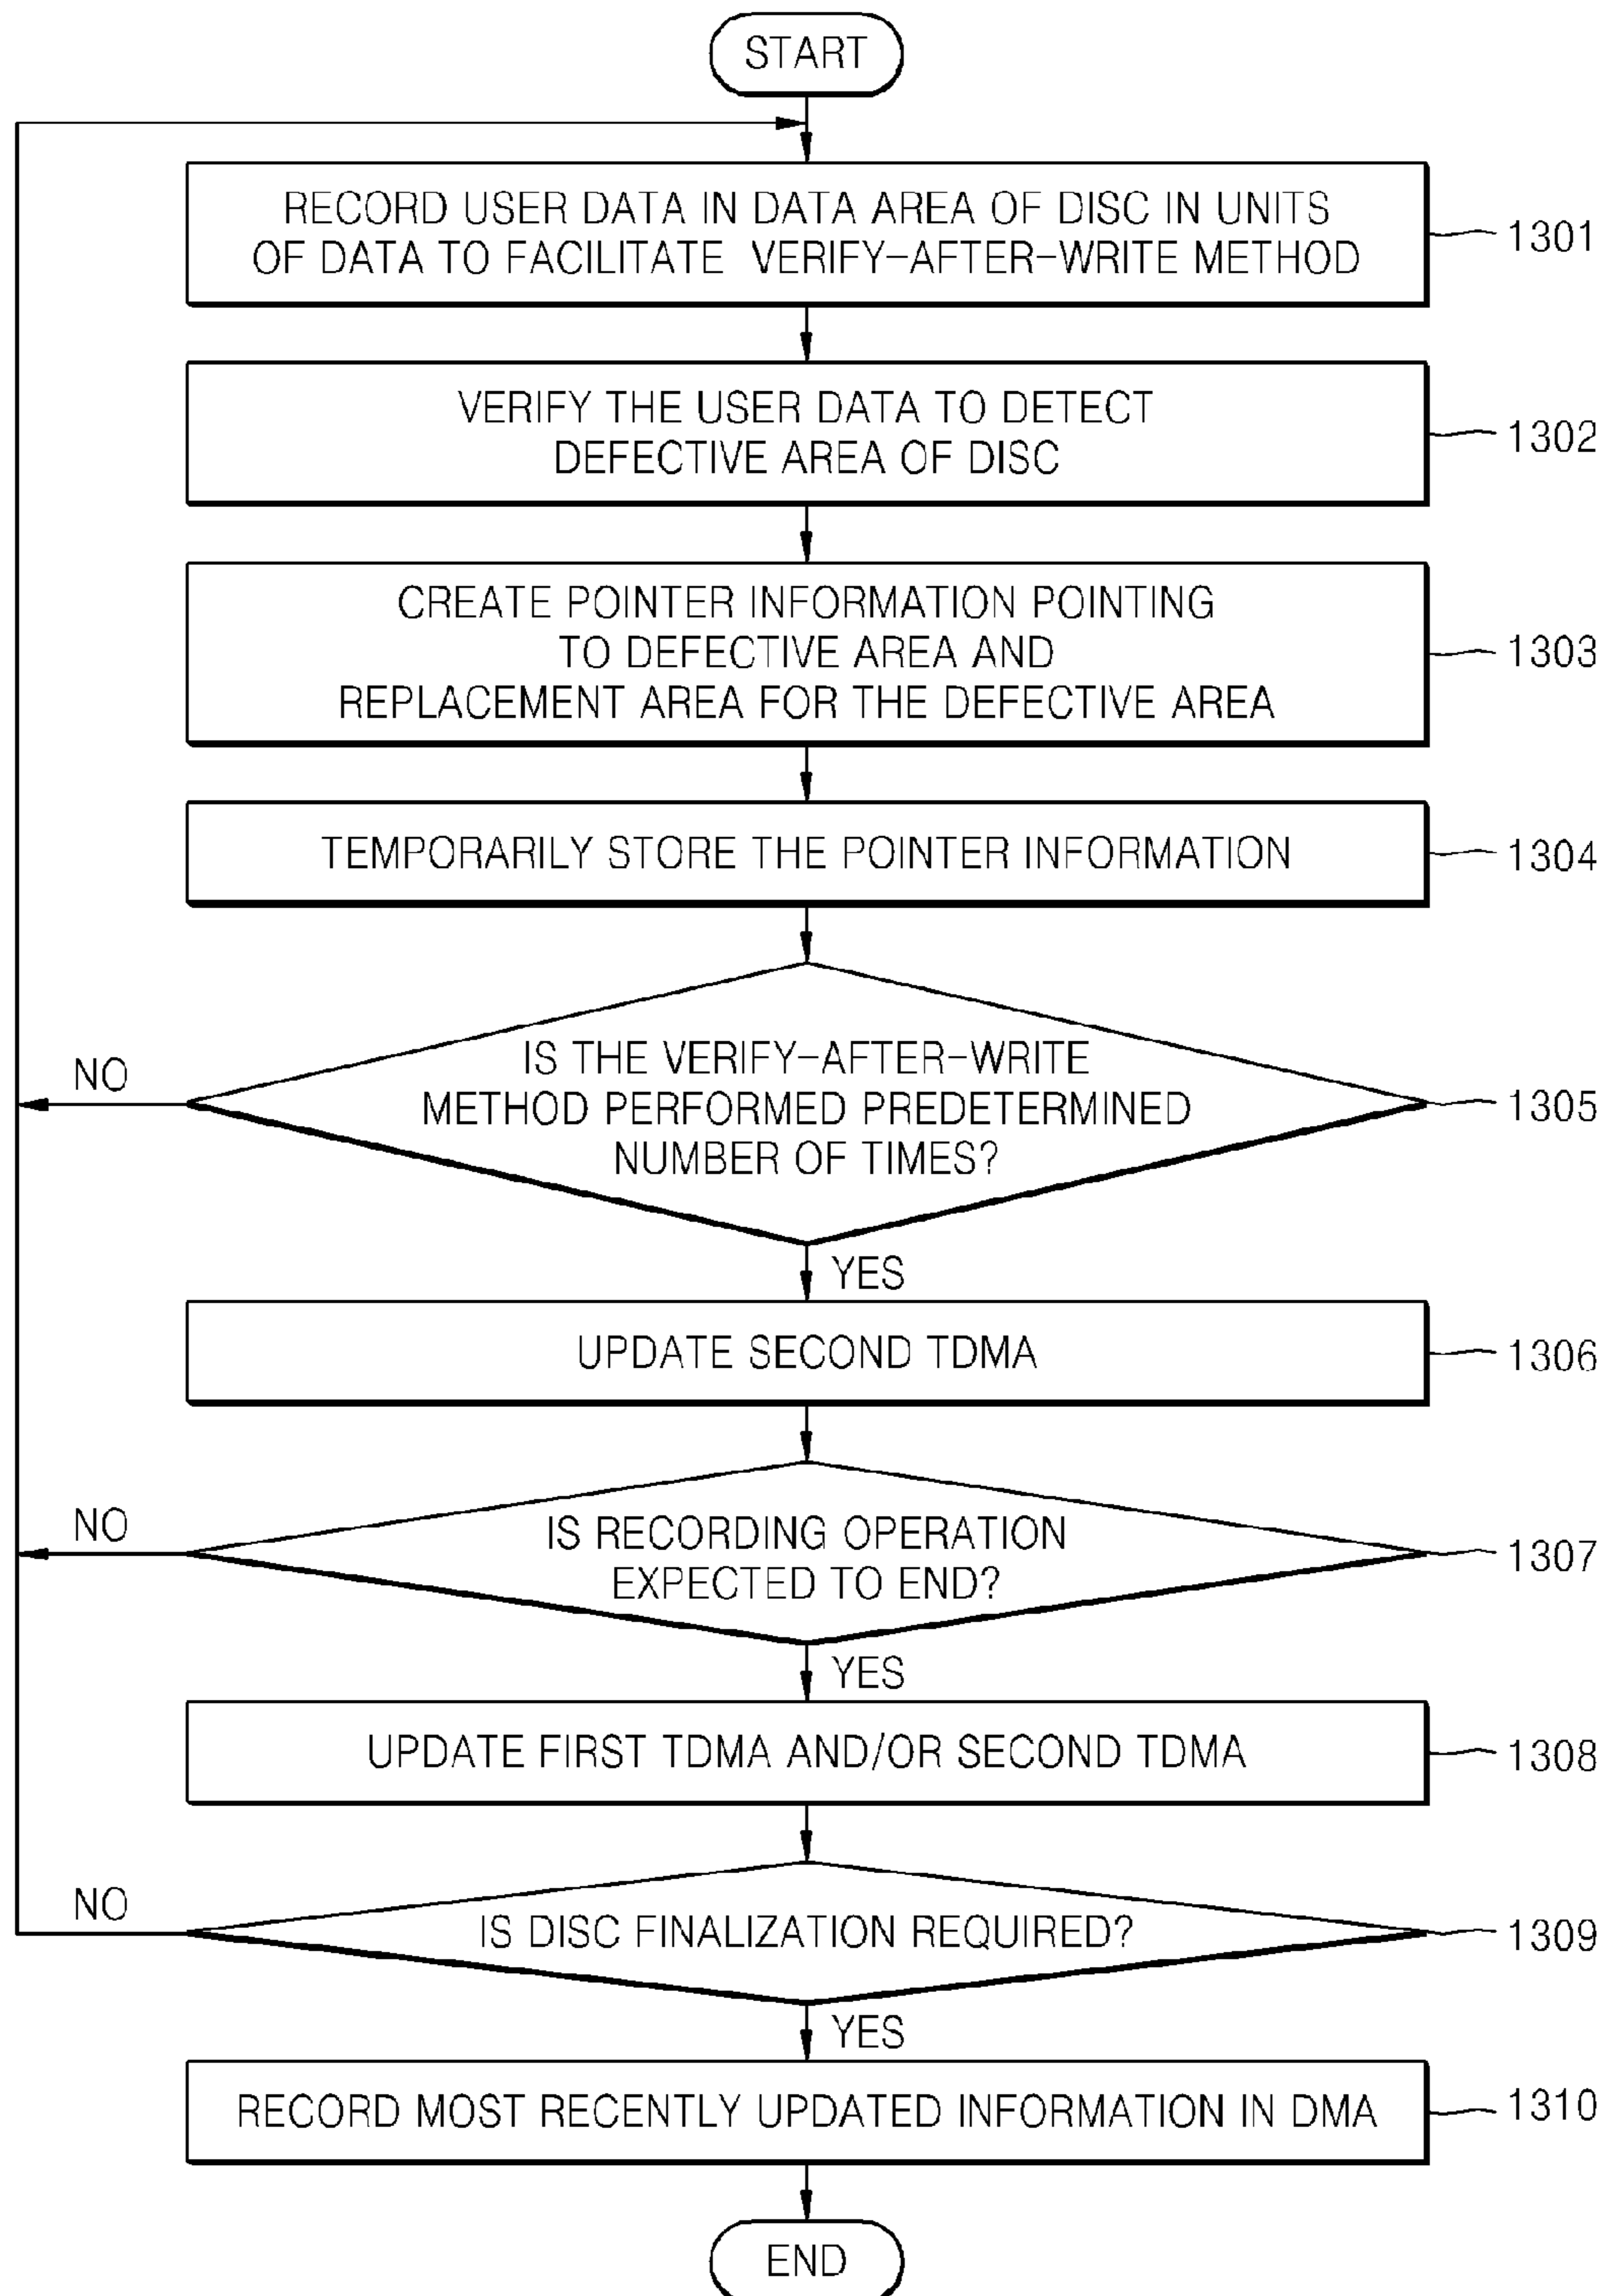 START
RECORD USER DATA IN DATA AREA OF DISC IN UNITS
OF DATA TO FACILITATE VERIFY-AFTER-WRITE METHOD
1301
VERIFY THE USER DATA TO DETECT
DEFECTIVE AREA OF DISC
1302
CREATE POINTER INFORMATION POINTING
TO DEFECTIVE AREA AND
REPLACEMENT AREA FOR THE DEFECTIVE AREA
1303
TEMPORARILY STORE THE POINTER INFORMATION
1304
IS THE VERIFY-AFTER-WRITE
METHOD PERFORMED PREDETERMINED
NUMBER OF TIMES?
1305
NO
YES
UPDATE SECOND TDMA
1306
IS RECORDING OPERATION
EXPECTED TO END?
1307
NO
YES
UPDATE FIRST TDMA AND/OR SECOND TDMA
1308
IS DISC FINALIZATION REQUIRED?
1309
NO
YES
RECORD MOST RECENTLY UPDATED INFORMATION IN DMA
1310
END